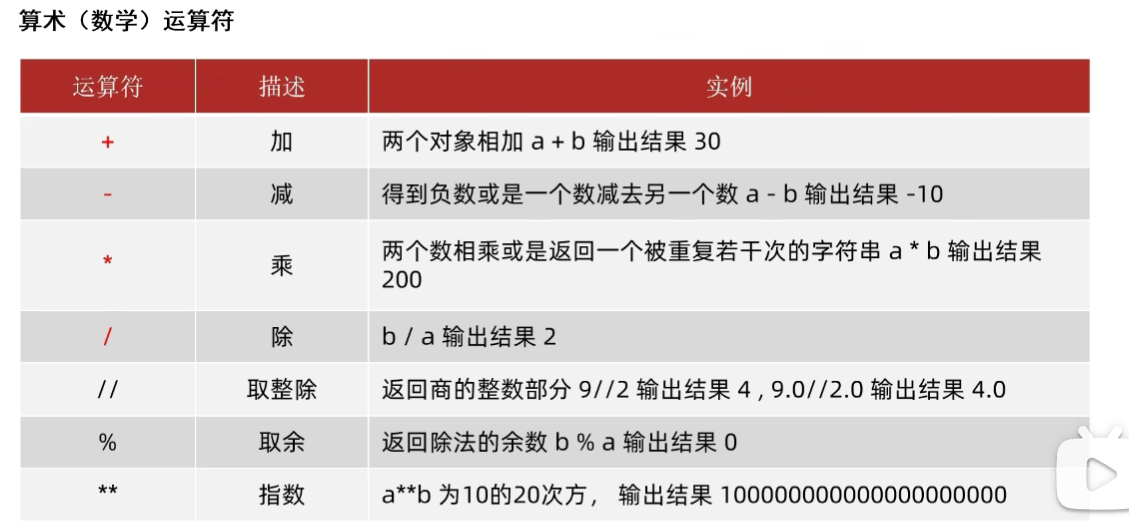 算术（数学）运算符
运算符 描述 实例
+ 加 两个对象相加 a + b 输出结果 30
- 减 得到负数或是一个数减去另一个数 a - b 输出结果 -10
* 乘 两个数相乘或是返回一个被重复若干次的字符串 a * b 输出结果
200
/ 除 b / a 输出结果 2
// 取整除 返回商的整数部分 9//2 输出结果 4 , 9.0//2.0 输出结果 4.0
% 取余 返回除法的余数 b % a 输出结果 0
** 指数 a**b 为10的20次方， 输出结果 100000000000000000000